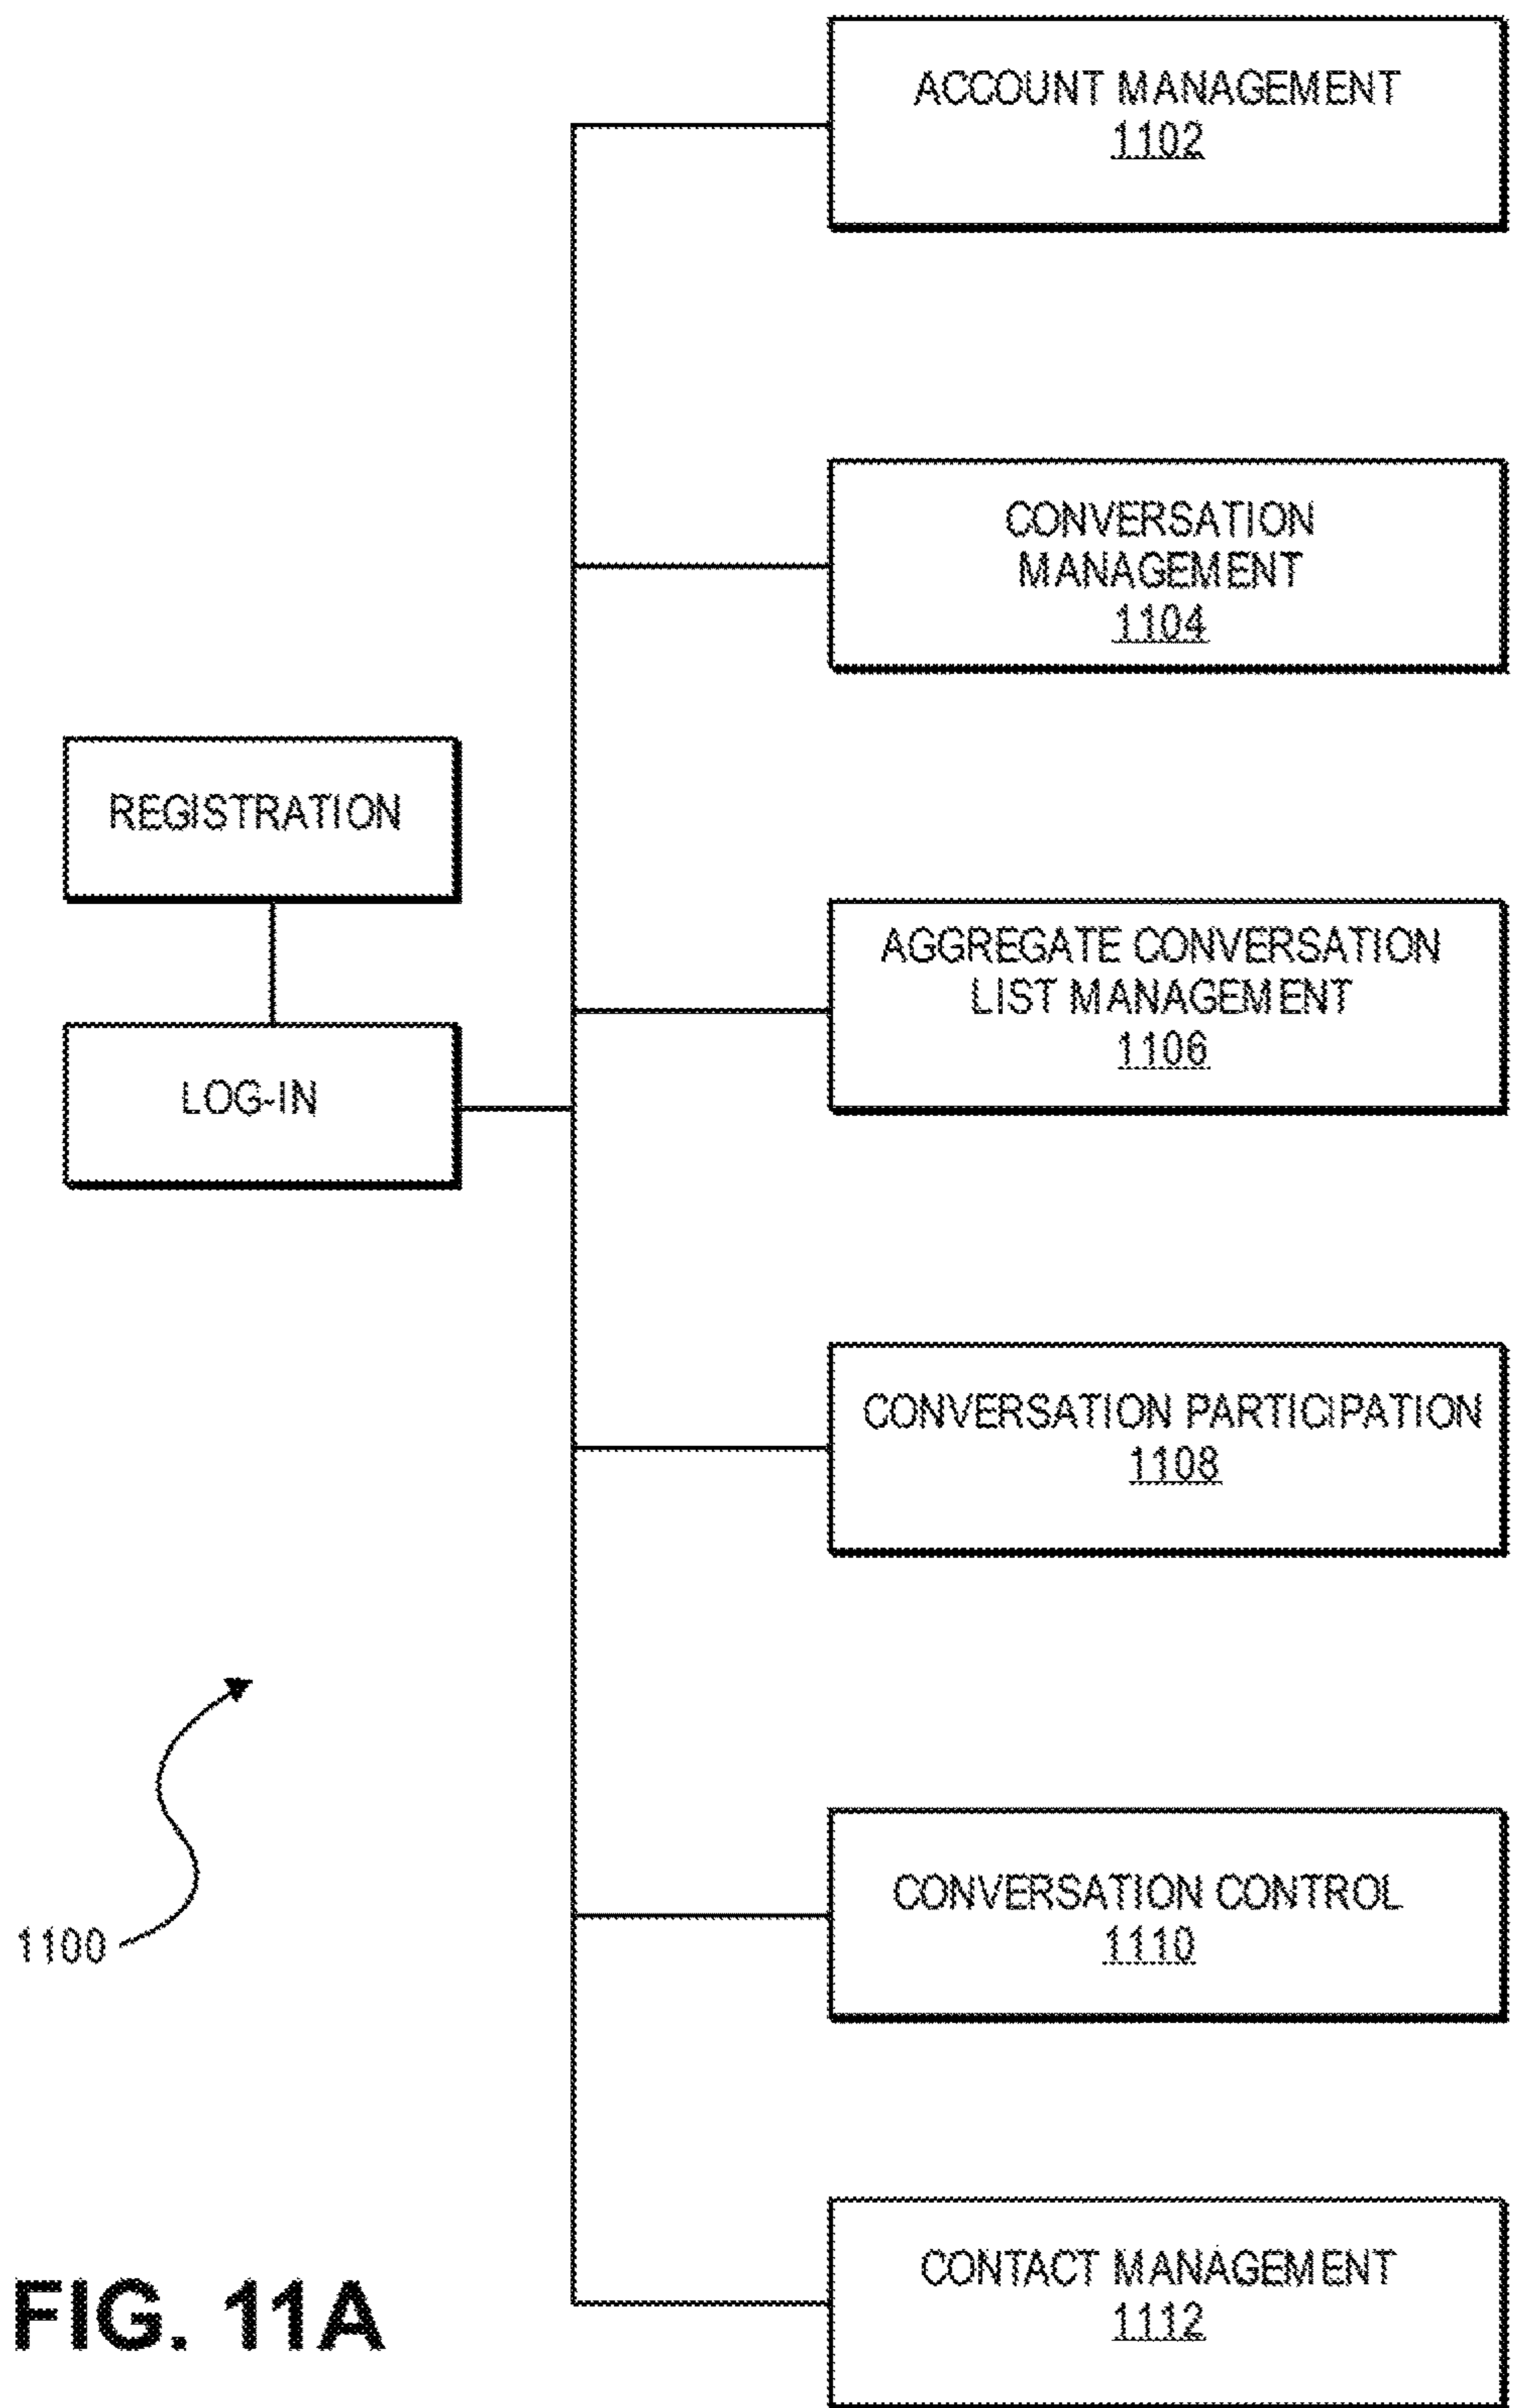 ACCOUNT MANAGEMENT
1102
CONVERSATION
MANAGEMENT
1104
REGISTRATION
AGGREGATE CONVERSATION
LIST MANAGEMENT
1106
LOG-IN
CONVERSATION PARTICIPATION
1108
CONVERSATION CONTROL
1110
1100
CONTACT MANAGEMENT
1112
FIG. 11A